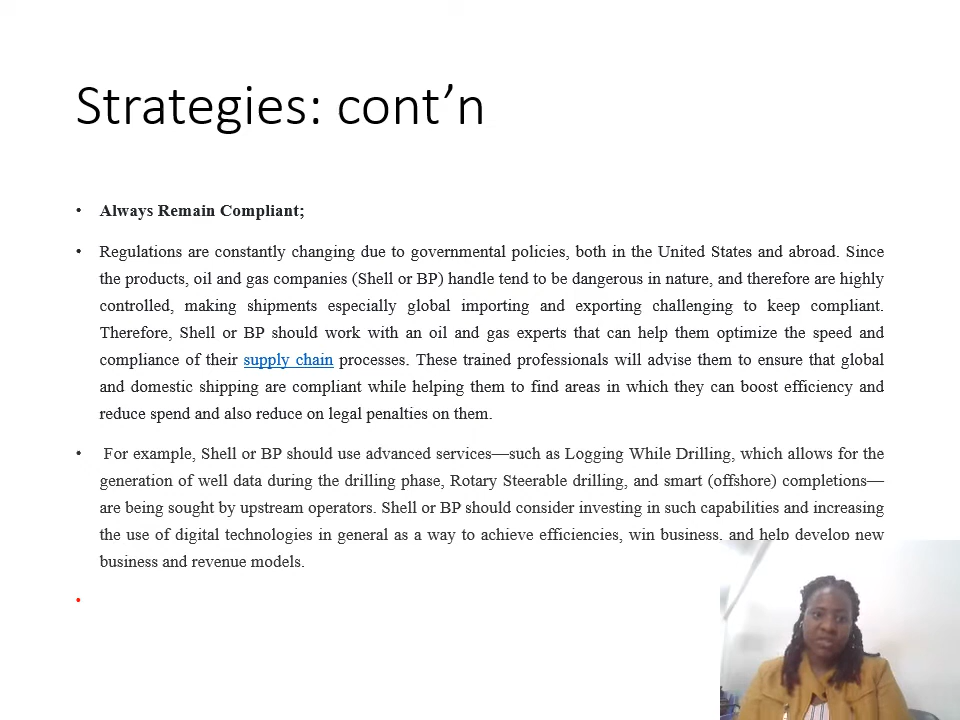 Strategies: cont’n
• Always Remain Compliant;
• Regulations are constantly changing due to governmental policies, both in the United States and abroad. Since
the products, oil and gas companies (Shell or BP) handle tend to be dangerous in nature, and therefore are highly
controlled, making shipments especially global importing and exporting challenging to keep compliant.
Therefore, Shell or BP should work with an oil and gas experts that can help them optimize the speed and
compliance of their supply chain processes. These trained professionals will advise them to ensure that global
and domestic shipping are compliant while helping them to find areas in which they can boost efficiency and
reduce spend and also reduce on legal penalties on them.
• For example, Shell or BP should use advanced services—such as Logging While Drilling, which allows for the
generation of well data during the drilling phase, Rotary Steerable drilling, and smart (offshore) completions—
are being sought by upstream operators. Shell or BP should consider investing in such capabilities and increasing
the use of digital technologies in general as a way to achieve efficiencies, win business, and help develop new
business and revenue models.
•